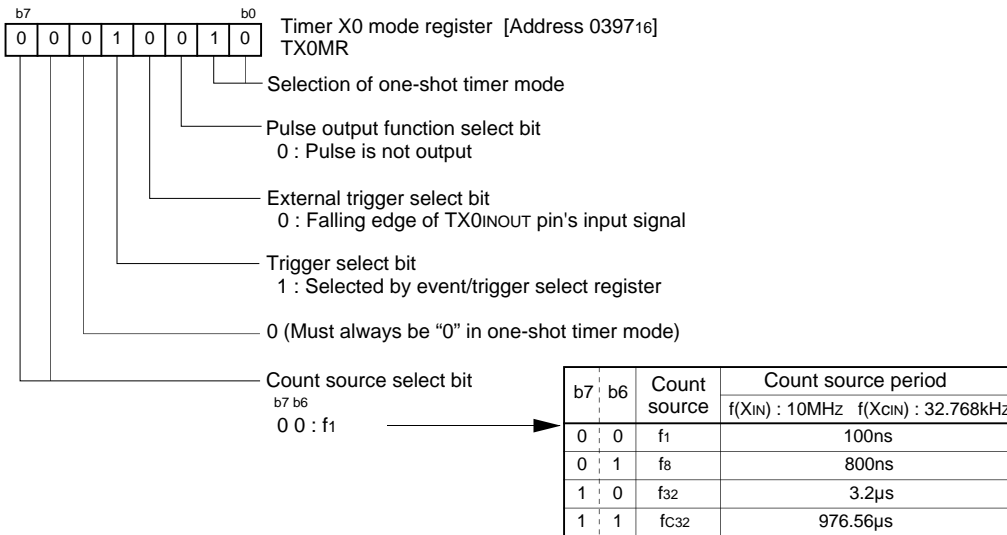 b7 b0
0 0 0 1 0 0 1 0
Timer X0 mode register [Address 039716]
TX0MR
Selection of one-shot timer mode
Pulse output function select bit
0 : Pulse is not output
External trigger select bit
0 : Falling edge of TX0INOUT pin's input signal
Trigger select bit
1 : Selected by event/trigger select register
0 (Must always be “0” in one-shot timer mode)
Count source select bit
b7 b6
0 0 : f1
b7 b6 Count source Count source period
f(XIN) : 10MHz f(XCIN) : 32.768kHz
0 0 f1 100ns
0 1 f8 800ns
1 0 f32 3.2µs
1 1 fC32 976.56µs